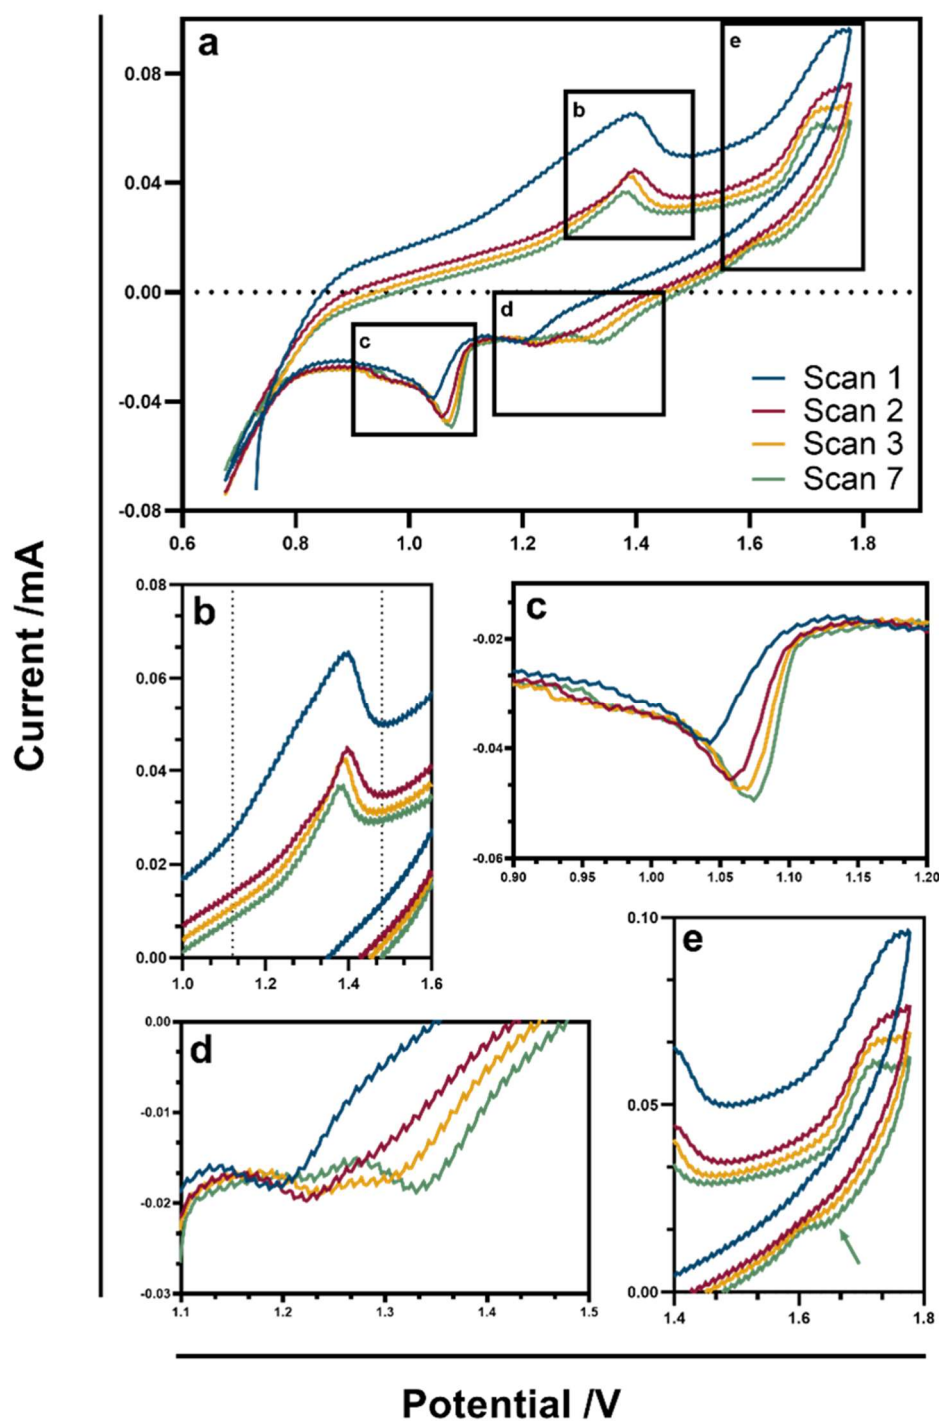 a
e
0.08
b
0.04
0.00
d
c
Scan 1
-0.04
Scan 2
Scan 3
Scan 7
-0.08
0.6 0.8 1.0 1.2 1.4 1.6 1.8
Current /mA
0.08
b
0.06
0.04
0.02
0.00
1.0 1.2 1.4 1.6
c
-0.02
-0.04
-0.06
0.90 0.95 1.00 1.05 1.10 1.15 1.20
0.00
d
-0.01
-0.02
-0.03
1.1 1.2 1.3 1.4 1.5
0.10
e
0.05
0.00
1.4 1.6 1.8
Potential /V